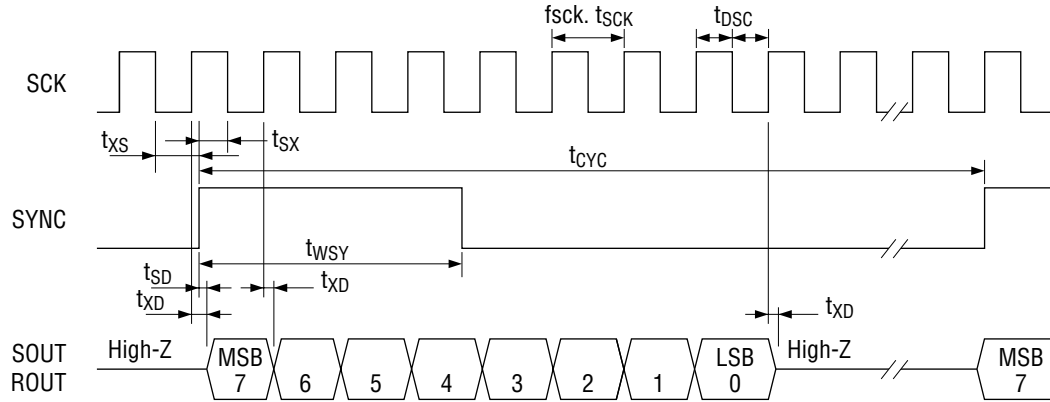 fsck. tSCK
tDSC
SCK
tXS
tSX
tCYC
SYNC
tWSY
tSD
tXD
tXD
tXD
SOUT
ROUT
High-Z
MSB
7
6
5
4
3
2
1
LSB
0
High-Z
MSB
7